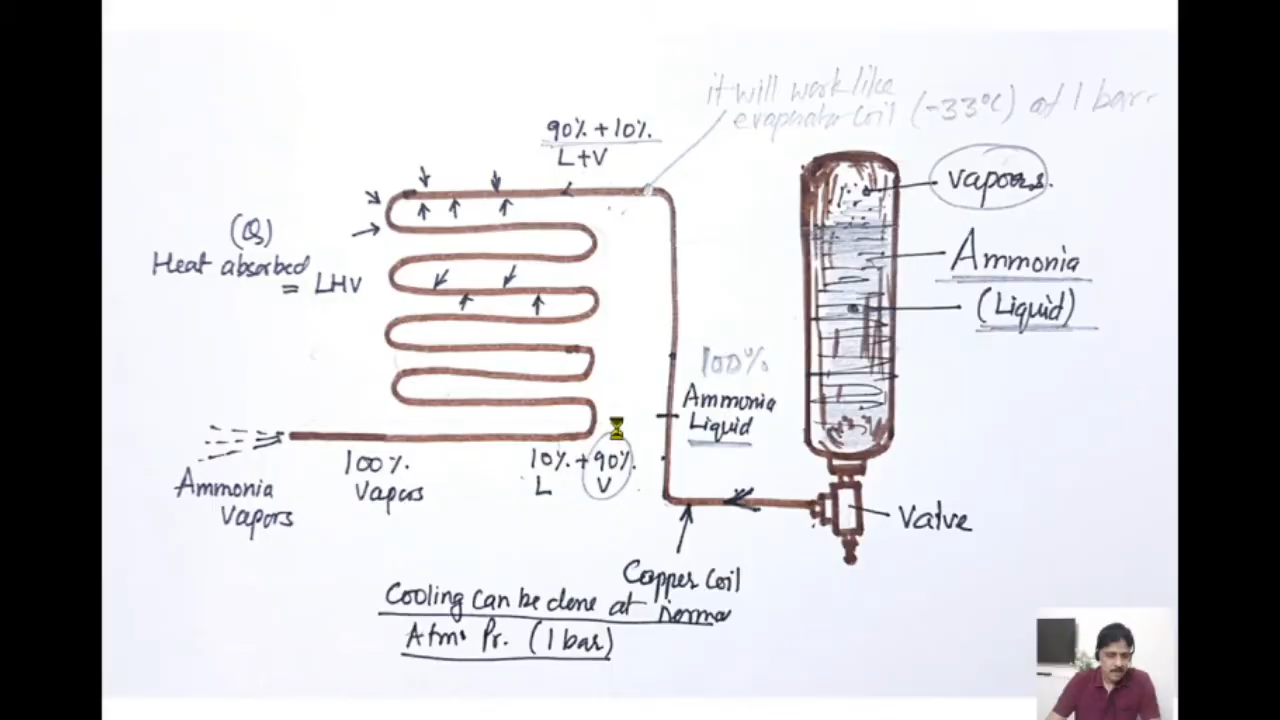 it will work like
evaporator coil (-33°C) at 1 bar.
90%+10%
L+V
vapours.
(Q)
Heat absorbed
= LHV
Ammonia
(Liquid)
100%
Ammonia
Liquid
100%
Vapors
10%+90%
L V
Ammonia
Vapors
Valve
Copper Coil
Cooling can be done at Norma
Atm. Pr. (1 bar)